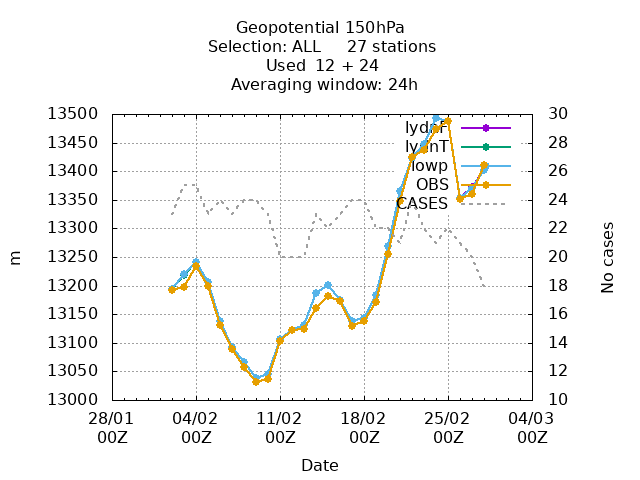 Geopotential 150hPa
Selection: ALL 27 stations
Used 12 + 24
Averaging window: 24h
13500
13450
13400
13350
13300
13250
13200
13150
13100
13050
13000
m
30
28
26
24
22
20
18
16
14
12
10
No cases
lowp
OBS
CASES
28/01 00Z
04/02 00Z
11/02 00Z
18/02 00Z
25/02 00Z
04/03 00Z
Date